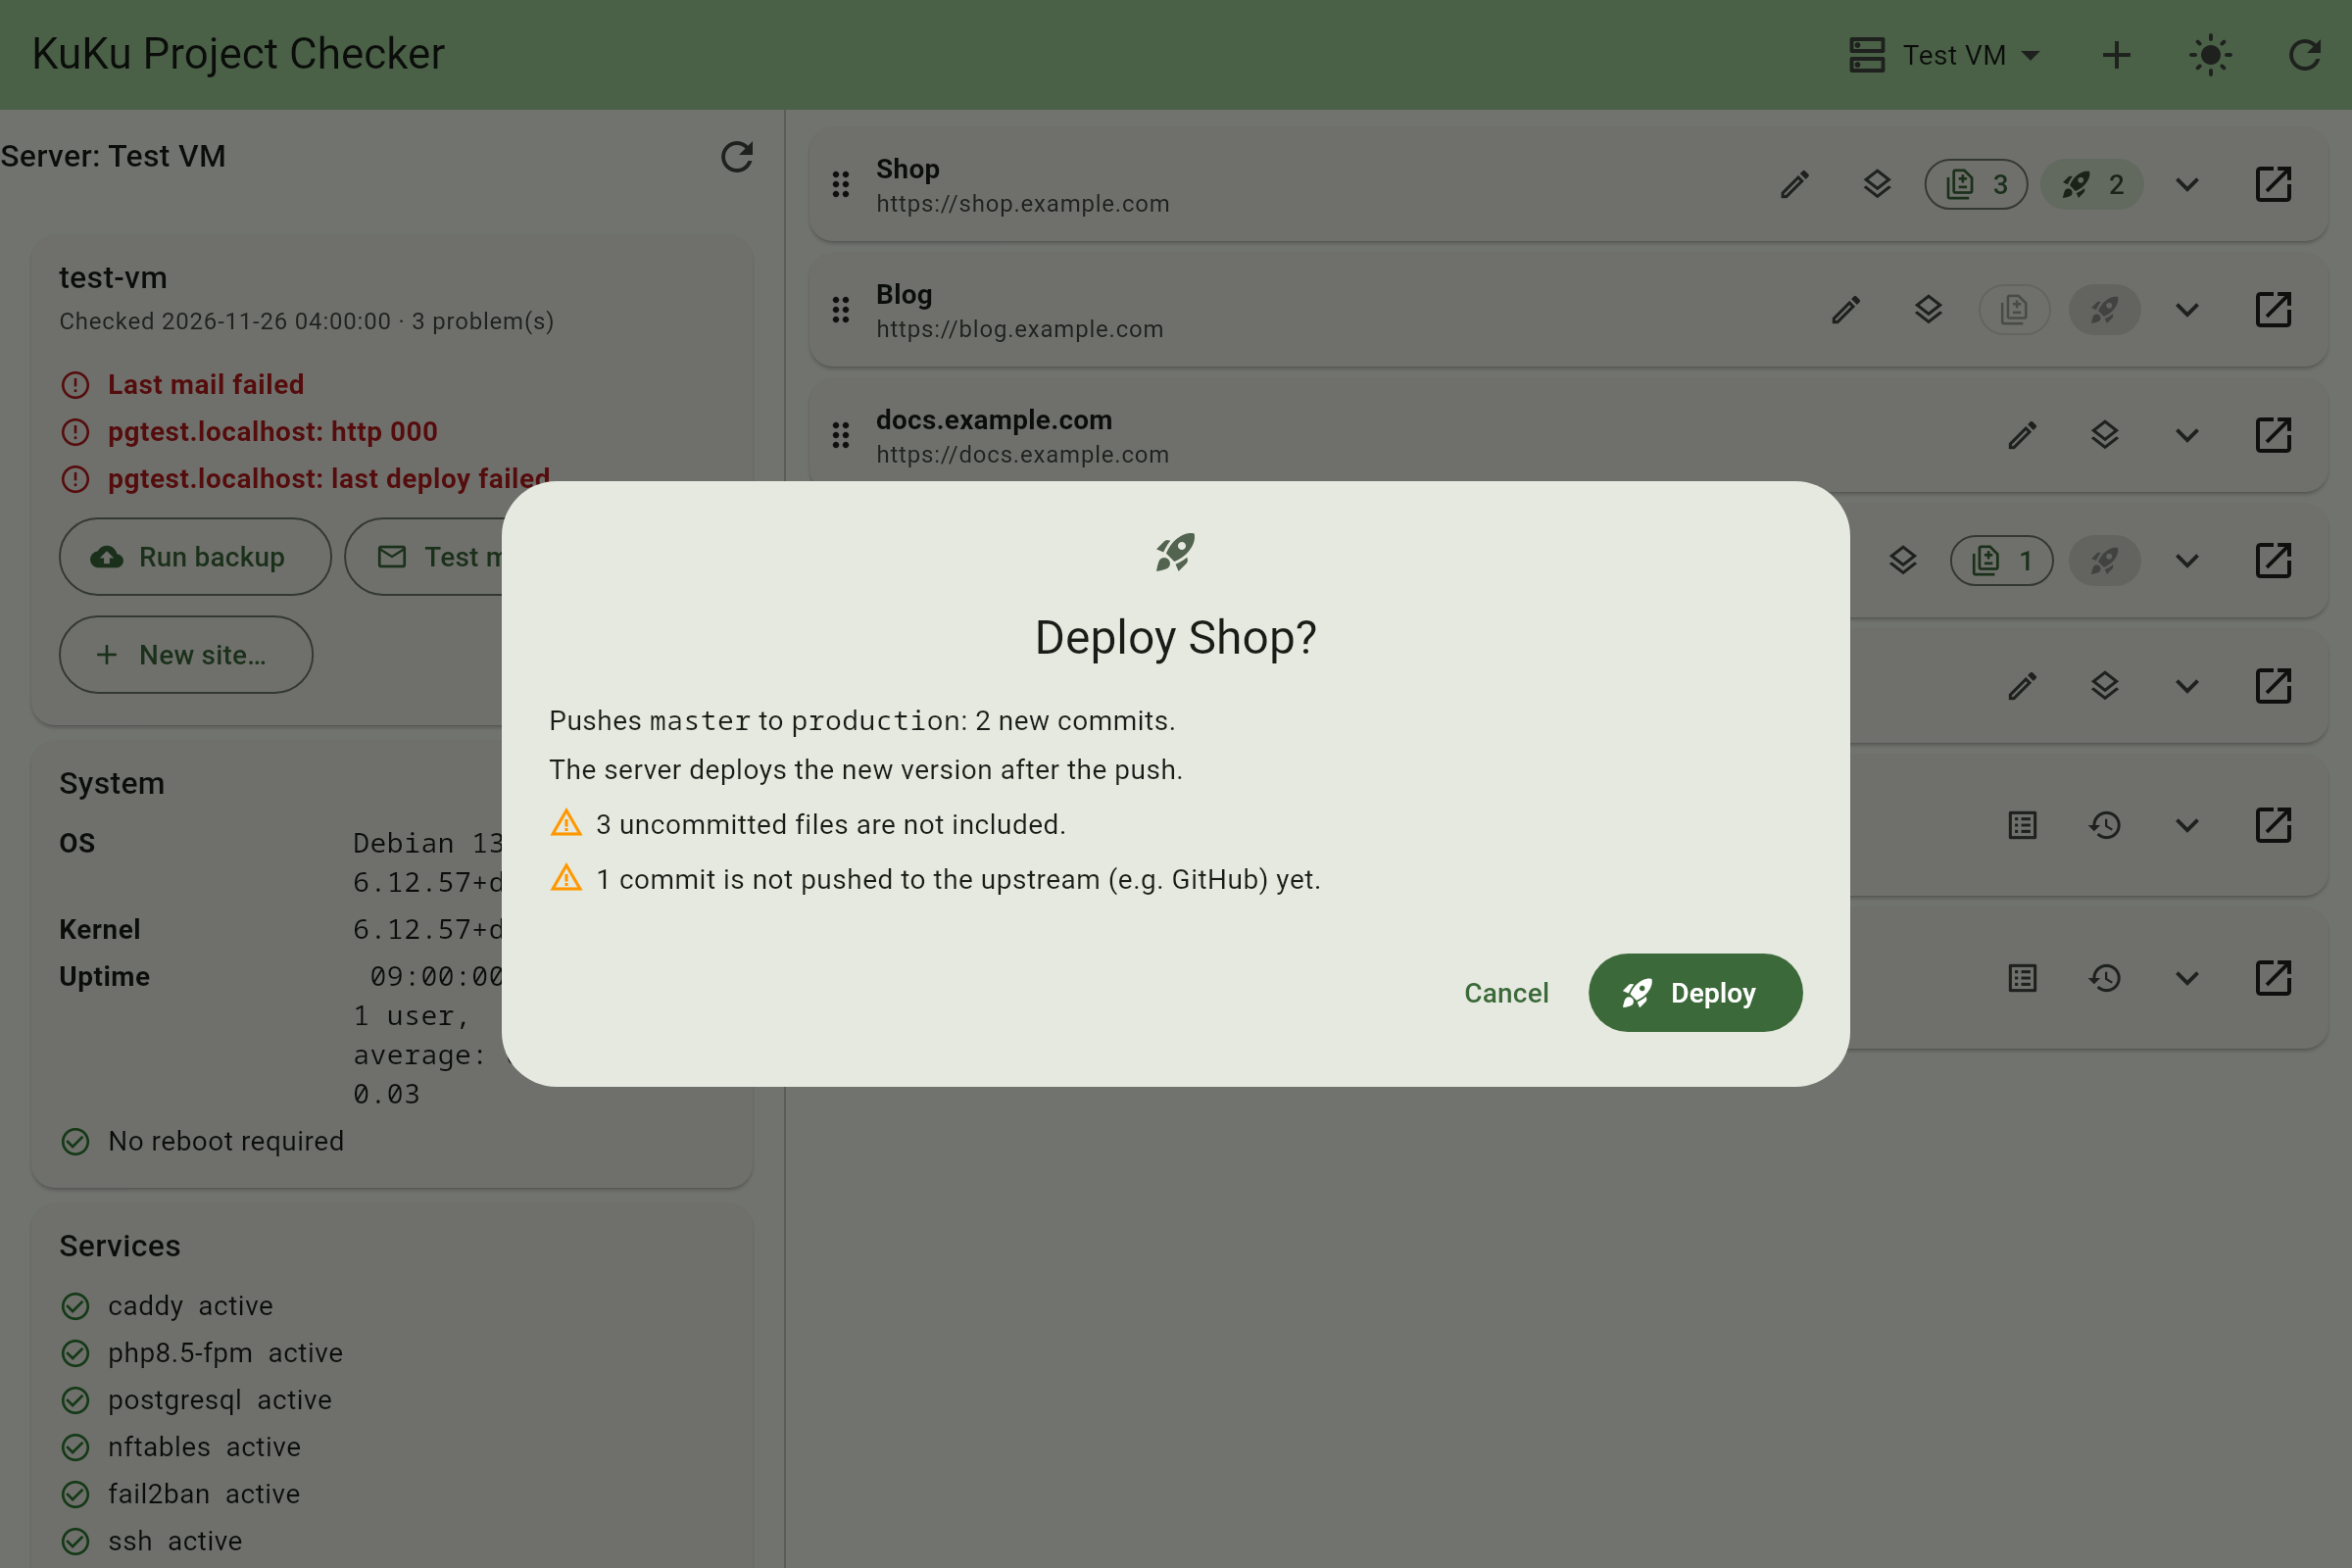 KuKu Project Checker
Test VM
Server: Test VM
test-vm
Checked 2026-11-26 04:00:00 · 3 problem(s)
Last mail failed
pgtest.localhost: http 000
pgtest.localhost: last deploy failed
Run backup
Test
New site...
System
OS
Debian 13
6.12.57+d
Kernel
6.12.57+d
Uptime
09:00:00
1 user,
average:
0.03
No reboot required
Services
caddy active
php8.5-fpm active
postgresql active
nftables active
fail2ban active
ssh active
Shop
https://shop.example.com
3
2
Blog
https://blog.example.com
docs.example.com
https://docs.example.com
1
Deploy Shop?
Pushes master to production: 2 new commits.
The server deploys the new version after the push.
3 uncommitted files are not included.
1 commit is not pushed to the upstream (e.g. GitHub) yet.
Cancel
Deploy